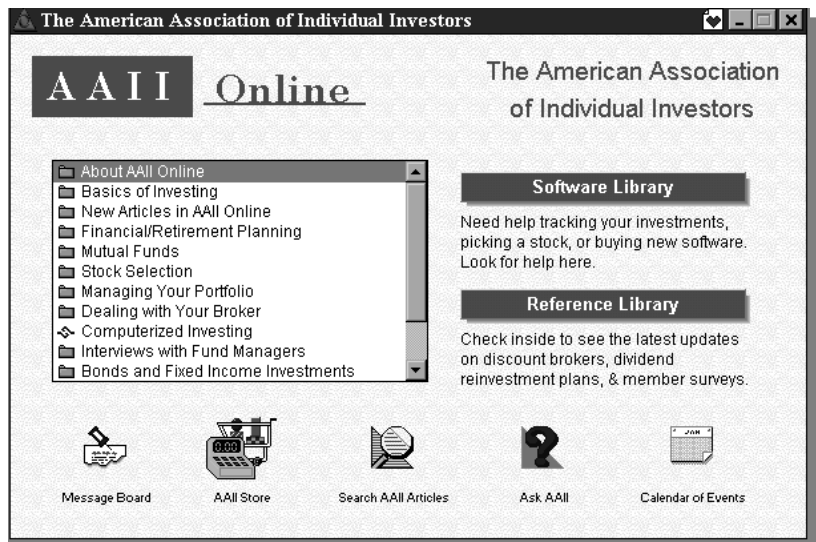 The American Association of Individual Investors
AAII Online
The American Association
of Individual Investors
About AAII Online
Basics of Investing
New Articles in AAII Online
Financial/Retirement Planning
Mutual Funds
Stock Selection
Managing Your Portfolio
Dealing with Your Broker
Computerized Investing
Interviews with Fund Managers
Bonds and Fixed Income Investments
Software Library
Need help tracking your investments,
picking a stock, or buying new software.
Look for help here.
Reference Library
Check inside to see the latest updates
on discount brokers, dividend
reinvestment plans, & member surveys.
0.00
JAN
Message Board
AAII Store
Search AAII Articles
Ask AAII
Calendar of Events